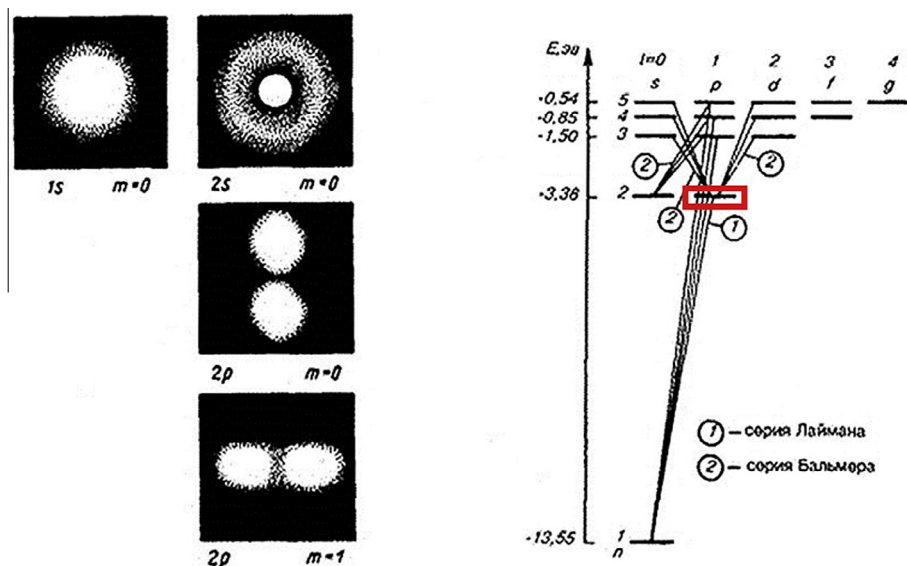 1s m=0
2s m=0
2p m=0
2p m=1
E,эв
l=0 1 2 3 4
s p d f g
-0.54 5
-0.85 4
-1,50 3
② ②
-3.36 2
② ①
① – серия Лаймана
② – серия Бальмера
-13,55 1
n